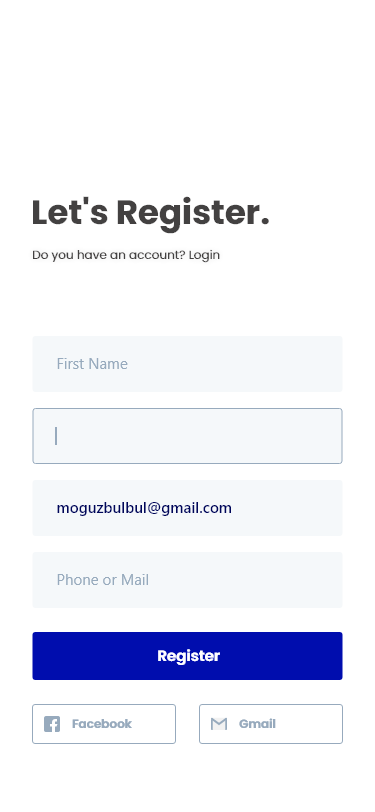 Let's Register.
Do you have an account? Login
First Name
moguzbulbul@gmail.com
Phone or Mail
Register
Facebook
Gmail